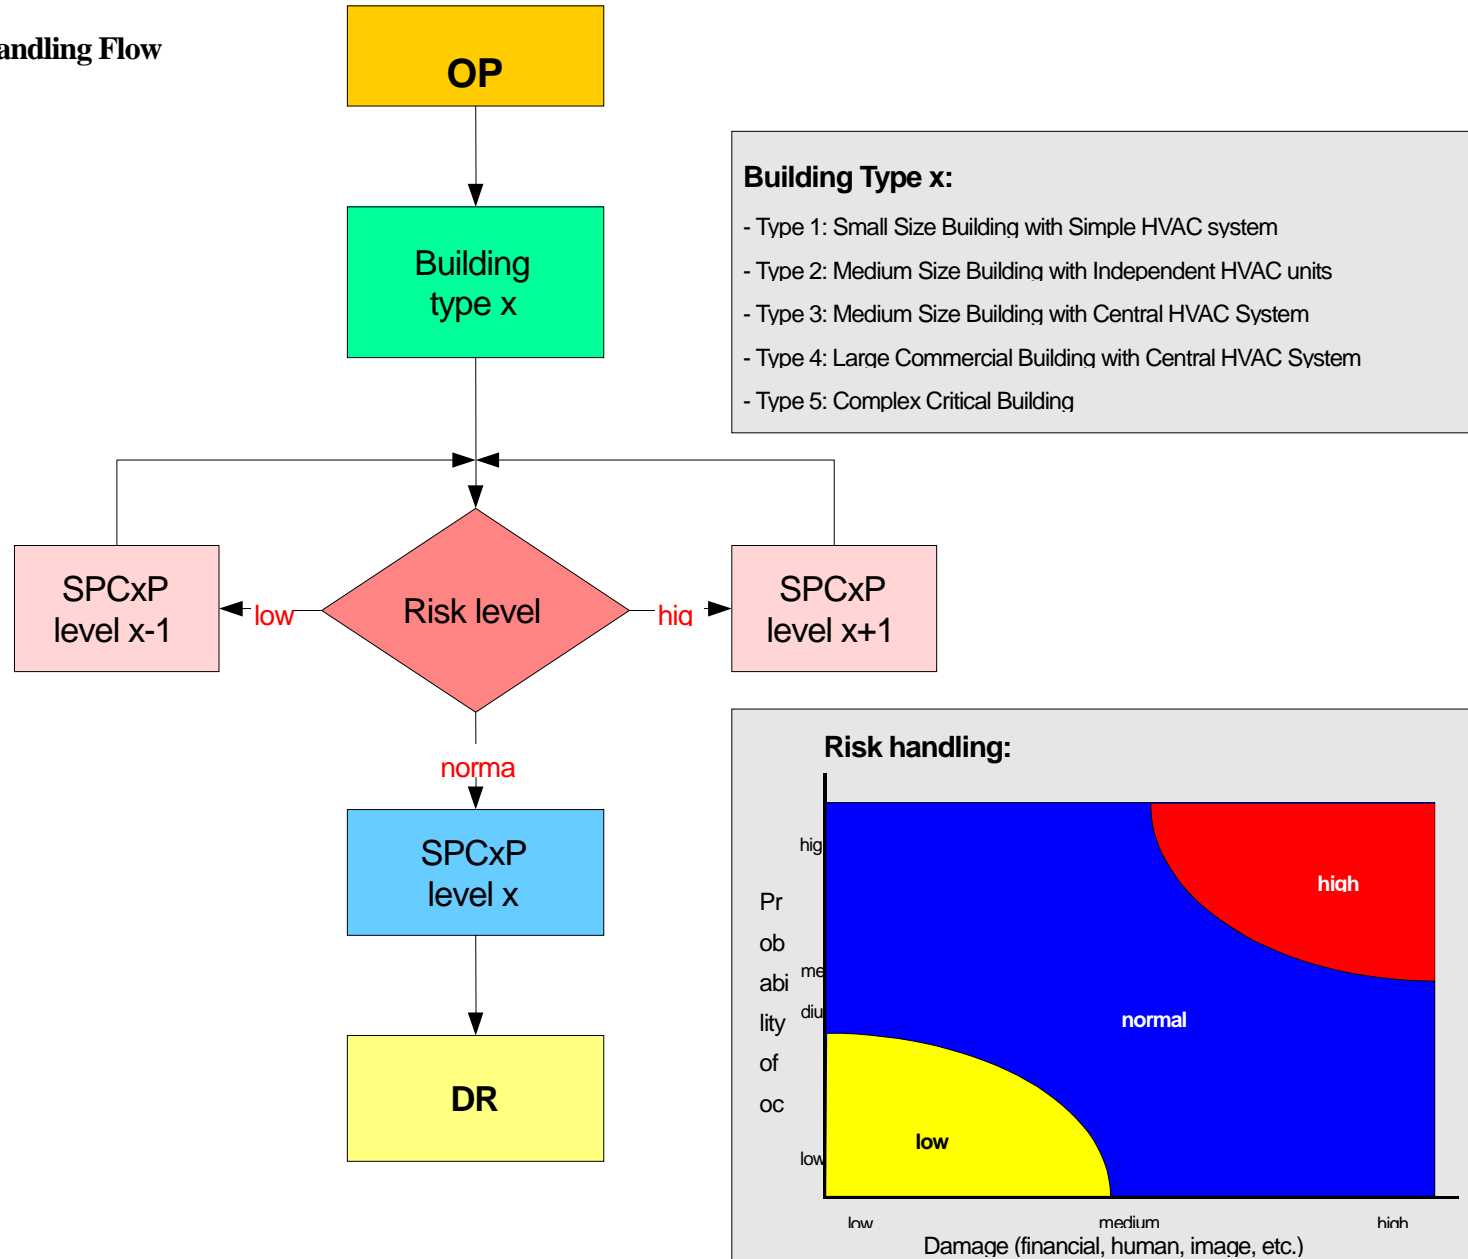 andling Flow
OP
Building
type x
Building Type x:
- Type 1: Small Size Building with Simple HVAC system
- Type 2: Medium Size Building with Independent HVAC units
- Type 3: Medium Size Building with Central HVAC System
- Type 4: Large Commercial Building with Central HVAC System
- Type 5: Complex Critical Building
SPCxP
level x-1
low
Risk level
hig
SPCxP
level x+1
norma
SPCxP
level x
DR
Risk handling:
hig
me
diu
low
Pr
ob
abi
lity
of
oc
high
normal
low
low
medium
high
Damage (financial, human, image, etc.)